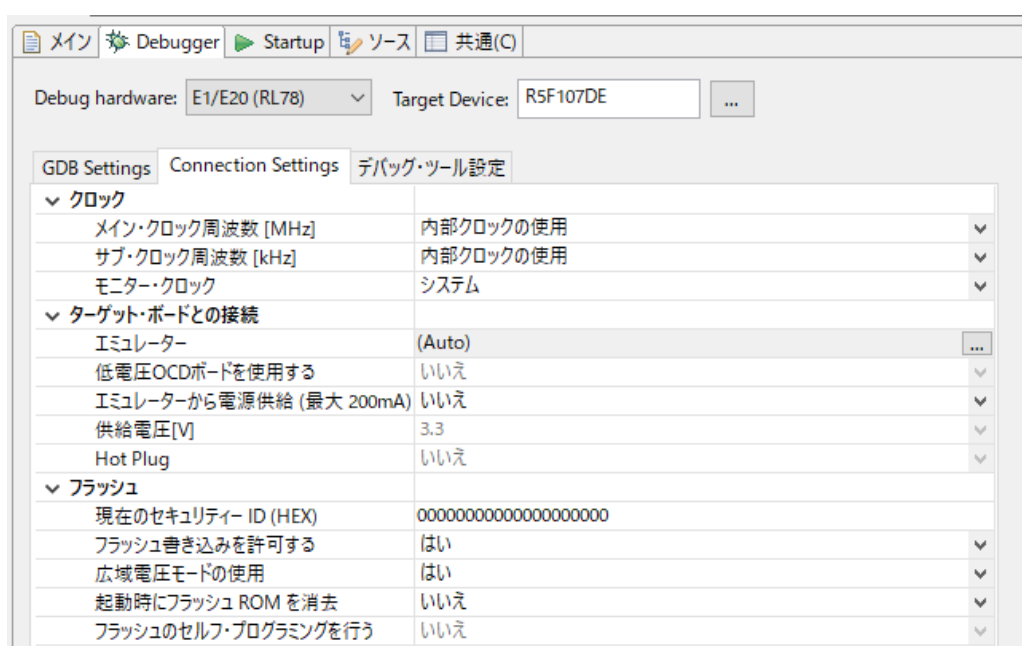 メイン Debugger Startup ソース 共通(C)
Debug hardware: E1/E20 (RL78) Target Device: R5F107DE ...
GDB Settings Connection Settings デバッグ・ツール設定
クロック
メイン・クロック周波数 [MHz] 内部クロックの使用
サブ・クロック周波数 [kHz] 内部クロックの使用
モニター・クロック システム
ターゲット・ボードとの接続
エミュレーター (Auto) ...
低電圧OCDボードを使用する いいえ
エミュレーターから電源供給 (最大 200mA) いいえ
供給電圧[V] 3.3
Hot Plug いいえ
フラッシュ
現在のセキュリティー ID (HEX) 00000000000000000000
フラッシュ書き込みを許可する はい
広域電圧モードの使用 はい
起動時にフラッシュ ROM を消去 いいえ
フラッシュのセルフ・プログラミングを行う いいえ